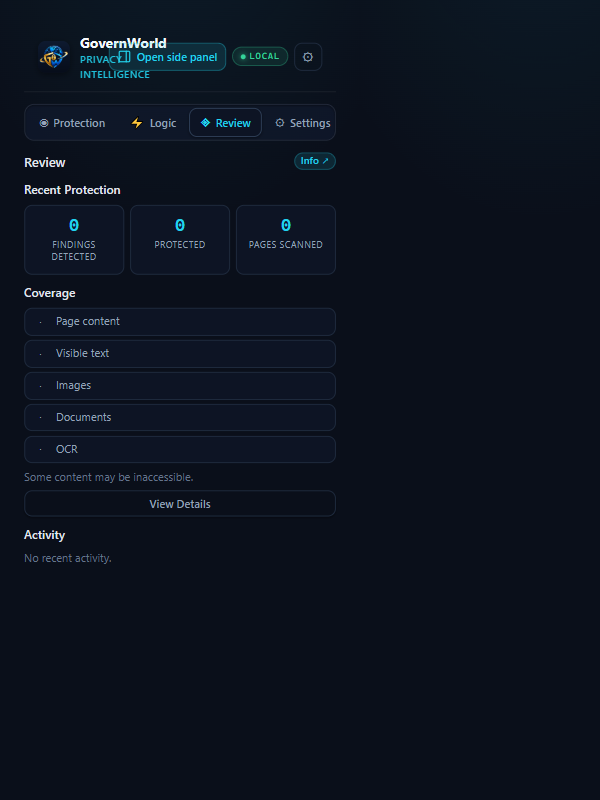 GovernWorld
PRIVACY
INTELLIGENCE
Open side panel
LOCAL
Protection
Logic
Review
Settings
Review
Info ↗
Recent Protection
0
FINDINGS
DETECTED
0
PROTECTED
0
PAGES SCANNED
Coverage
· Page content
· Visible text
· Images
· Documents
· OCR
Some content may be inaccessible.
View Details
Activity
No recent activity.